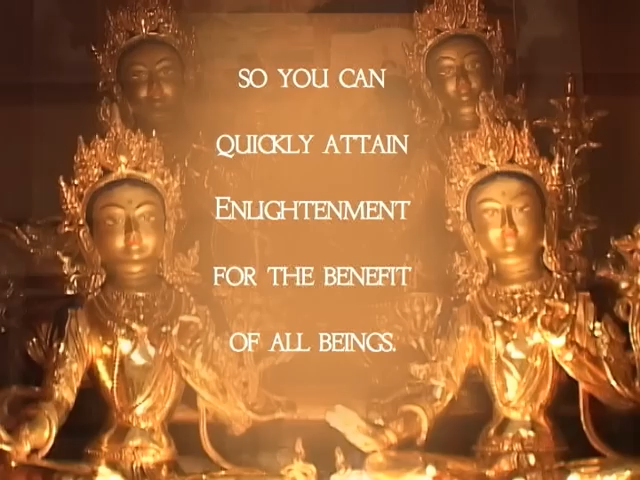 SO YOU CAN
QUICKLY ATTAIN
ENLIGHTENMENT
FOR THE BENEFIT
OF ALL BEINGS.